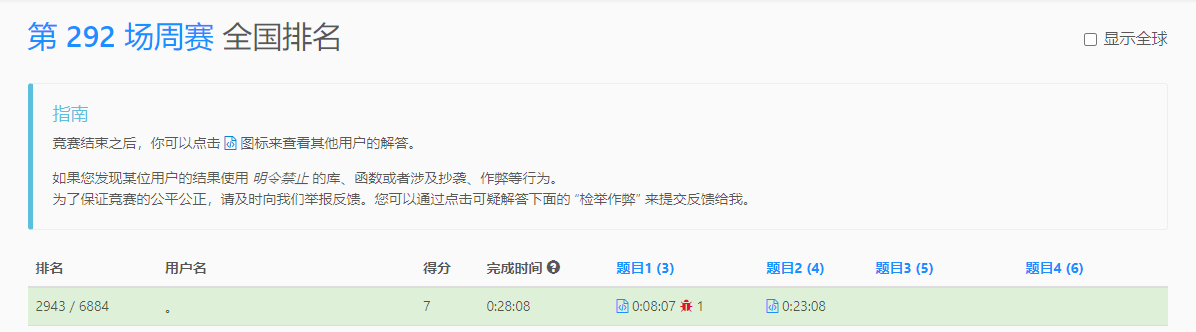 第 292 场周赛 全国排名
显示全球
指南
竞赛结束之后，你可以点击 图标来查看其他用户的解答。
如果您发现某位用户的结果使用 明令禁止 的库、函数或者涉及抄袭、作弊等行为。
为了保证竞赛的公平公正，请及时向我们举报反馈。您可以通过点击可疑解答下面的 “检举作弊” 来提交反馈给我。
排名 用户名 得分 完成时间 题目1 (3) 题目2 (4) 题目3 (5) 题目4 (6)
2943 / 6884 。 7 0:28:08 0:08:07 1 0:23:08